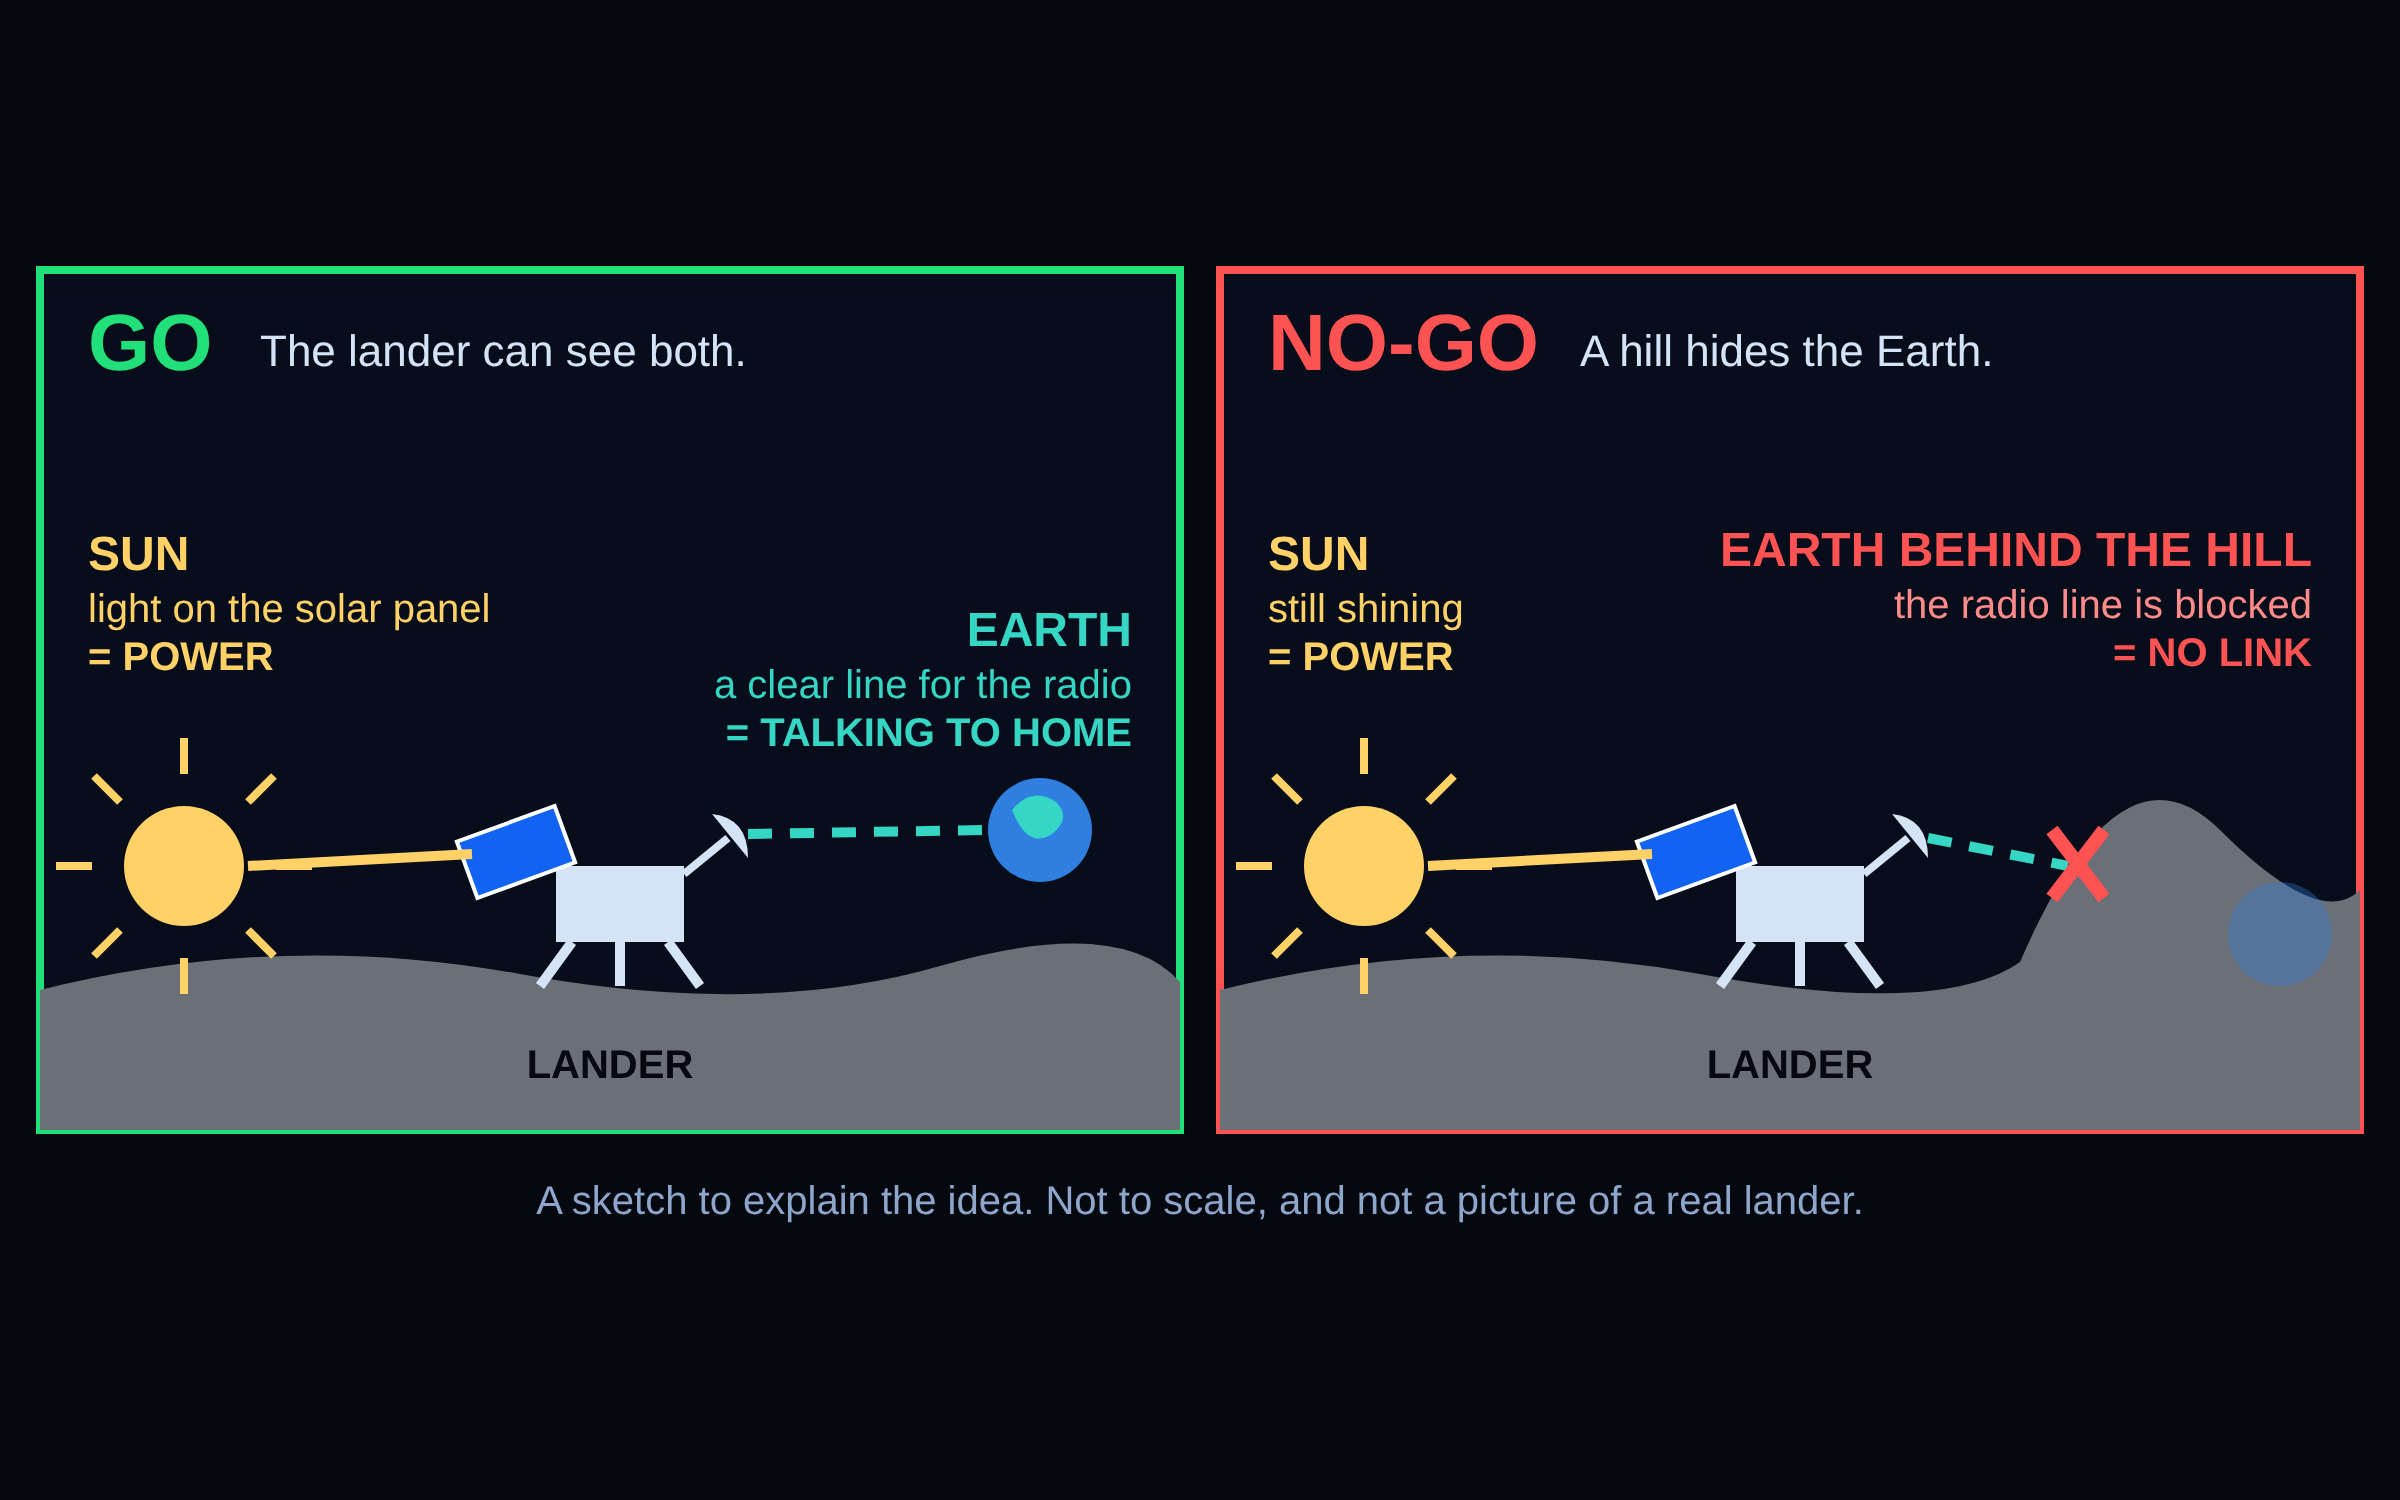 GO
The lander can see both.
SUN
light on the solar panel
= POWER
EARTH
a clear line for the radio
= TALKING TO HOME
LANDER
NO-GO
A hill hides the Earth.
SUN
still shining
= POWER
EARTH BEHIND THE HILL
the radio line is blocked
= NO LINK
LANDER
A sketch to explain the idea. Not to scale, and not a picture of a real lander.